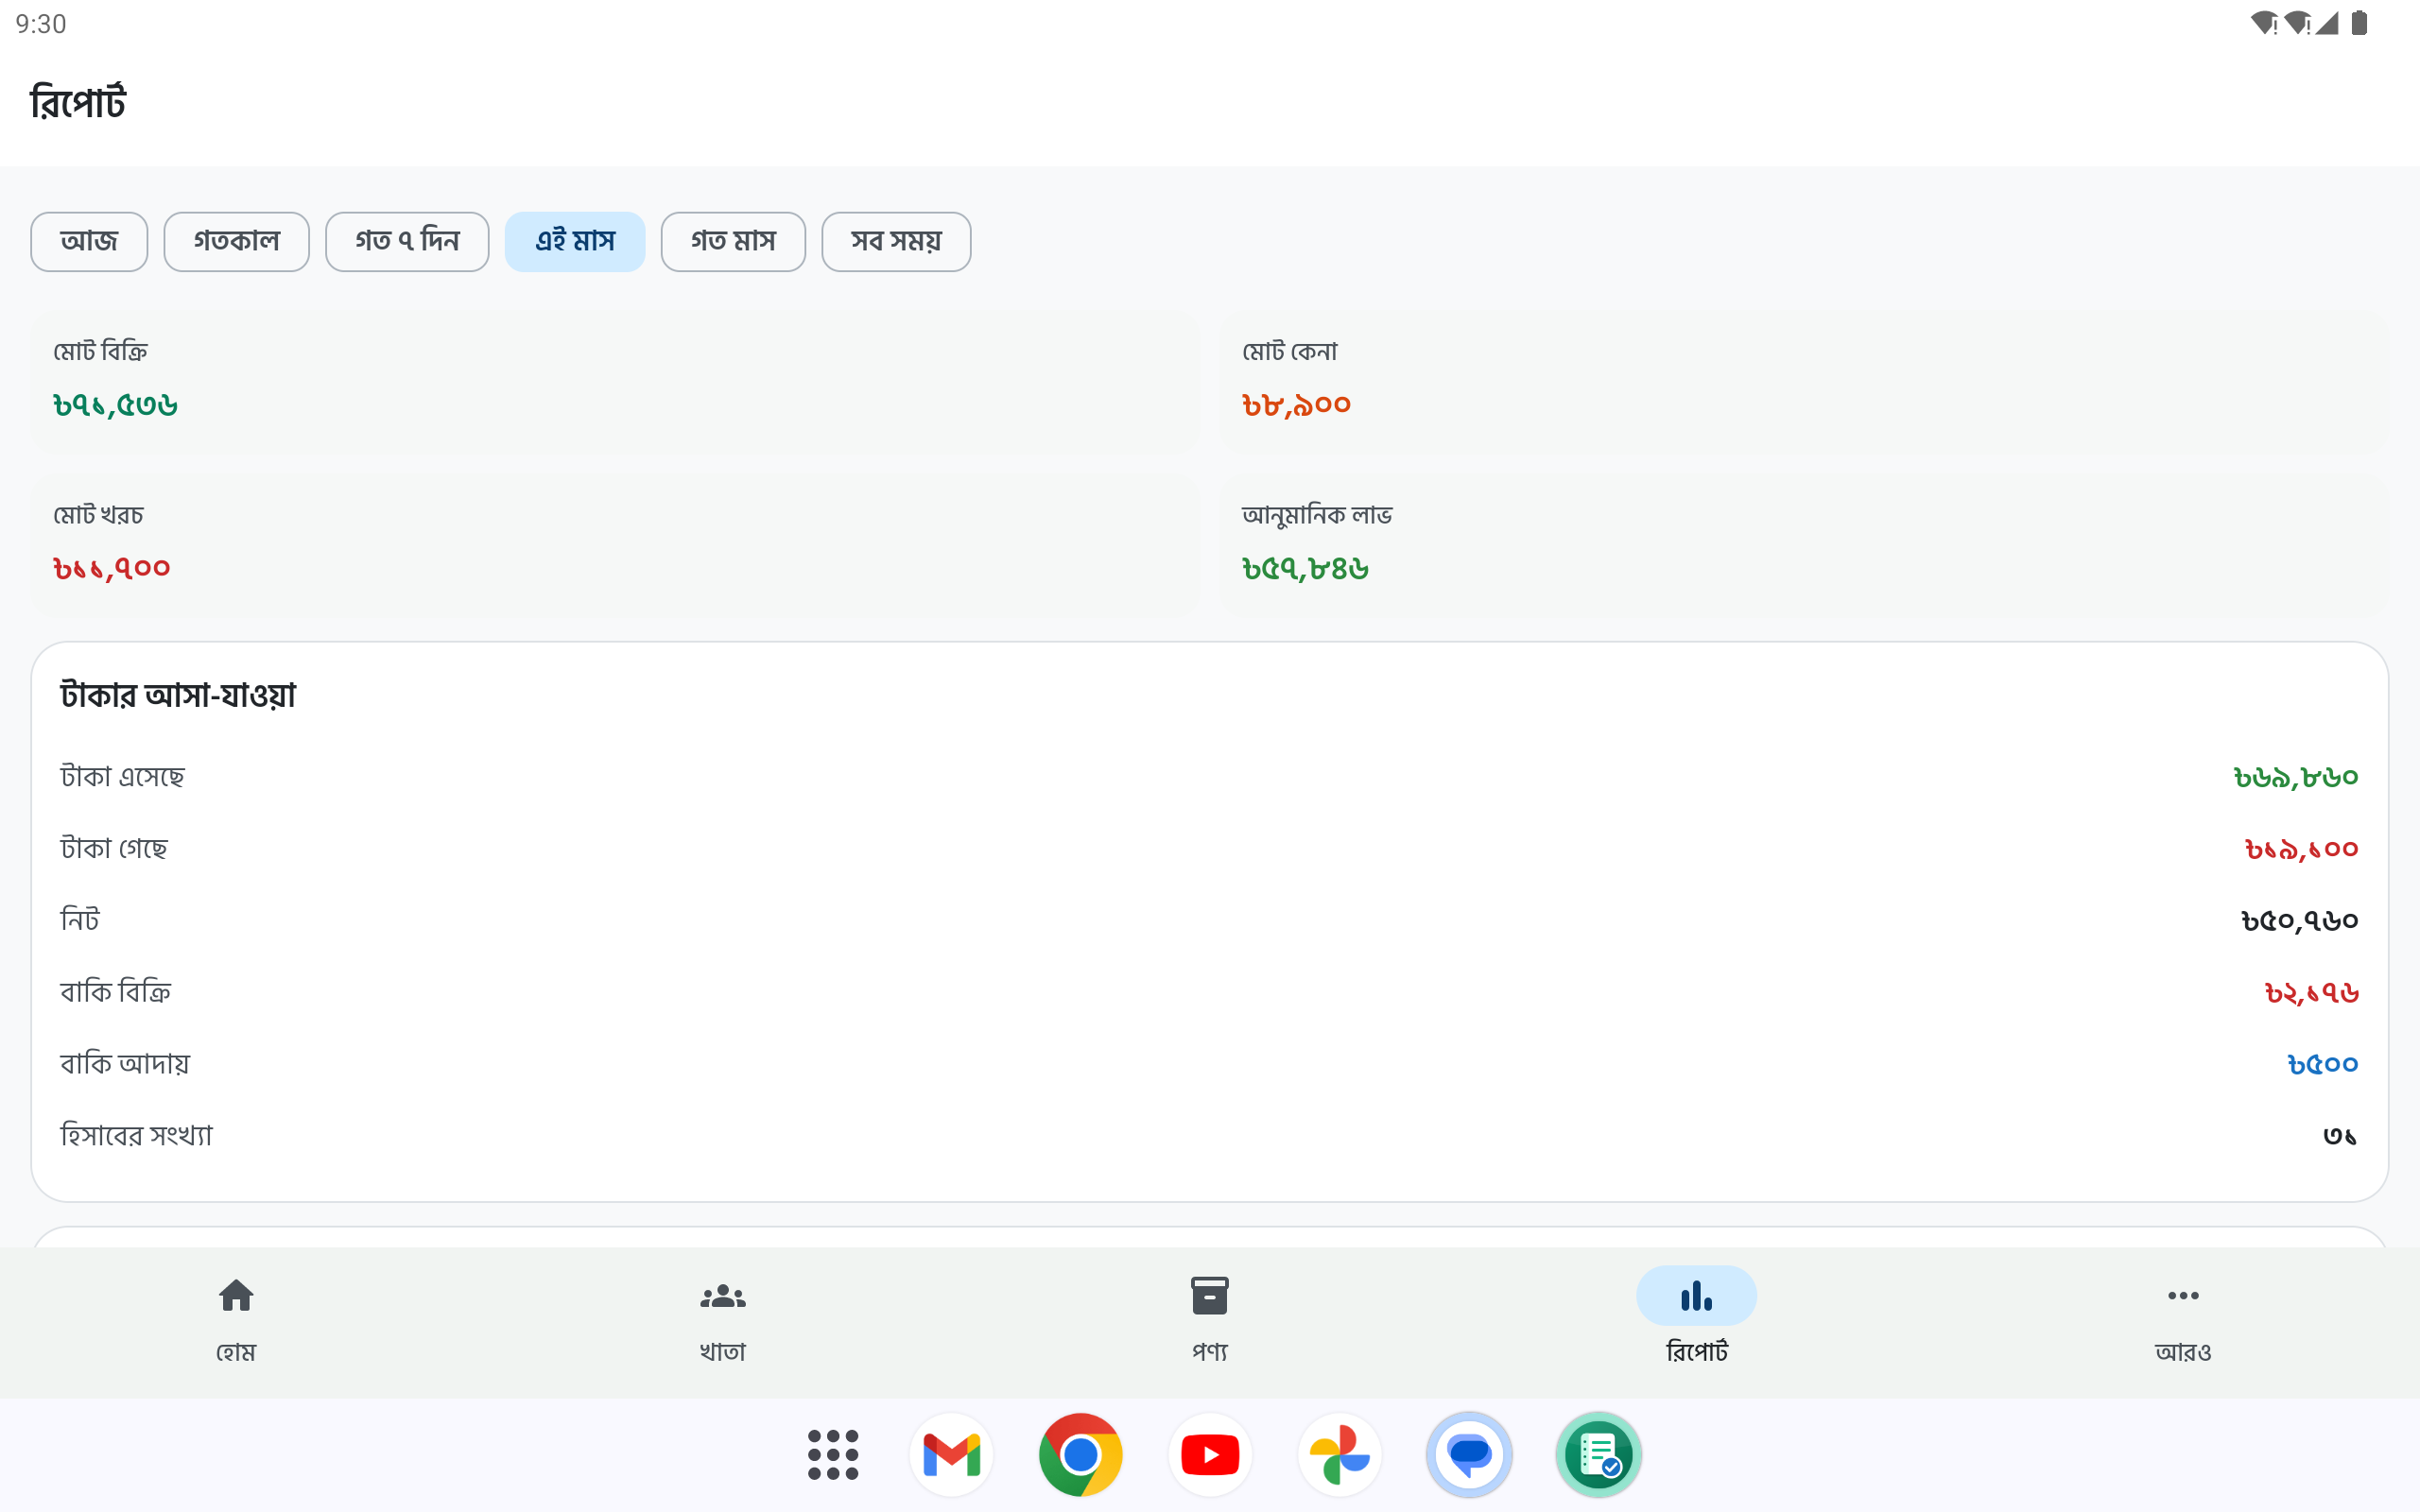 9:30
রিপোর্ট
আজ
গতকাল
গত ৭ দিন
এই মাস
গত মাস
সব সময়
মোট বিক্রি
৳৭১,৫৩৬
মোট কেনা
৳৮,৯০০
মোট খরচ
৳১১,৭০০
আনুমানিক লাভ
৳৫৭,৮৪৬
টাকার আসা-যাওয়া
টাকা এসেছে
৳৬৯,৮৬০
টাকা গেছে
৳১৯,১০০
নিট
৳৫০,৭৬০
বাকি বিক্রি
৳২,১৭৬
বাকি আদায়
৳৫০০
হিসাবের সংখ্যা
৩১
হোম
খাতা
পণ্য
রিপোর্ট
আরও